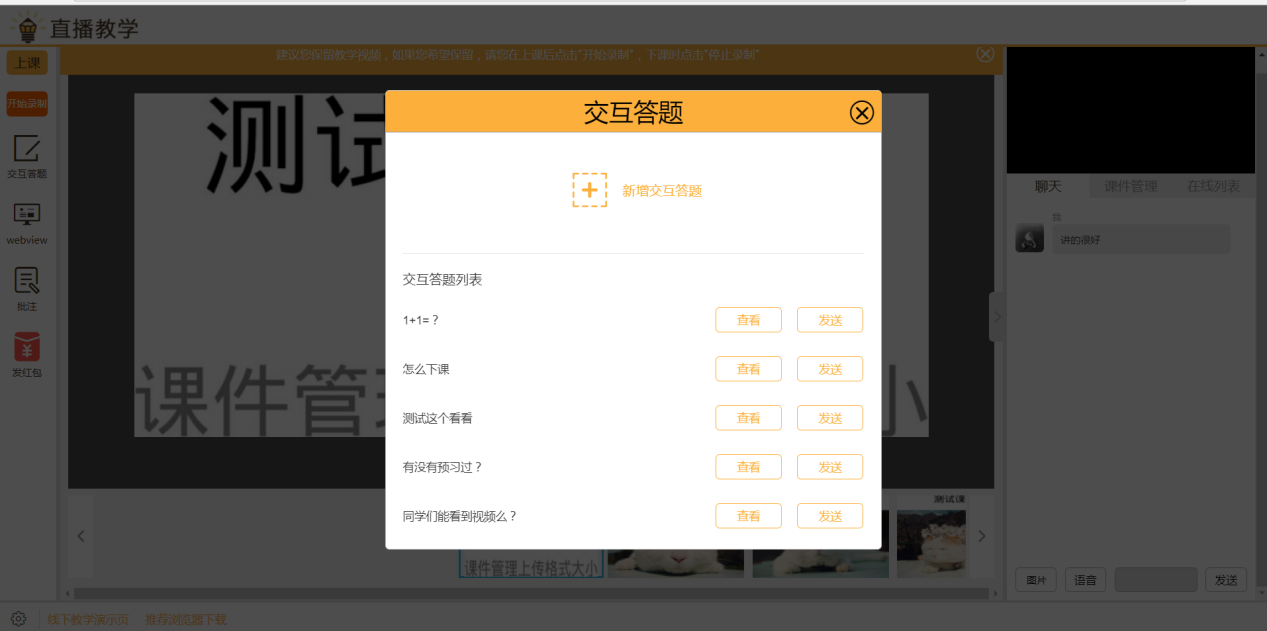 直播教学
上课
建议您保留教学视频，如果您希望保留，请您在上课后点击"开始录制"，下课时点击"停止录制"
开始录制
交互答题
webview
批注
发红包
测试
课件管
小
交互答题
新增交互答题
交互答题列表
1+1=？
查看
发送
怎么下课
查看
发送
测试这个看看
查看
发送
有没有预习过？
查看
发送
同学们能看到视频么？
查看
发送
课件管理上传格式大小
测试课
聊天
课件管理
在线列表
我
讲的很好
图片
语音
发送
线下教学演示页
推荐浏览器下载